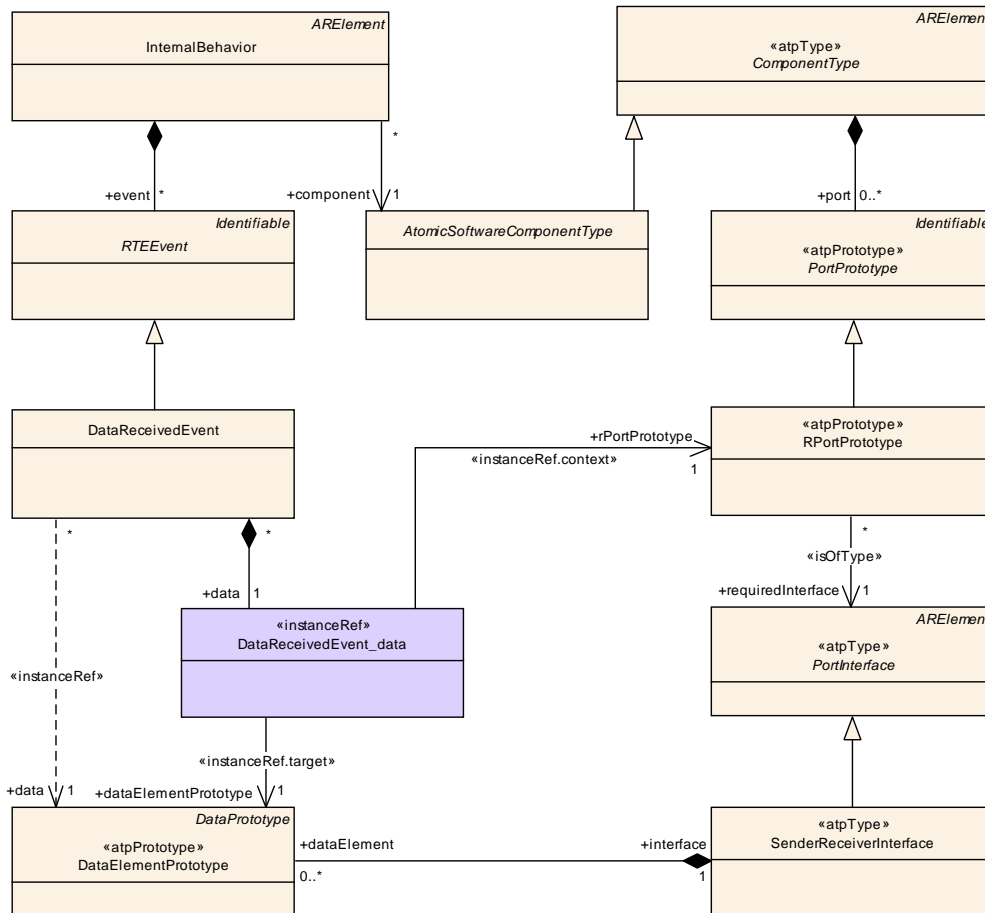 ARElement
InternalBehavior
ARElement
«atpType»
ComponentType
*
+event *
+component 1
+port 0..*
Identifiable
RTEEvent
AtomicSoftwareComponentType
Identifiable
«atpPrototype»
PortPrototype
DataReceivedEvent
«atpPrototype»
RPortPrototype
+rPortPrototype
«instanceRef.context»
1
*
*
*
«isOfType»
+data 1
+requiredInterface 1
«instanceRef»
DataReceivedEvent_data
ARElement
«atpType»
PortInterface
«instanceRef»
«instanceRef.target»
+data 1
+dataElementPrototype 1
DataPrototype
«atpPrototype»
DataElementPrototype
+dataElement
0..*
+interface
1
«atpType»
SenderReceiverInterface